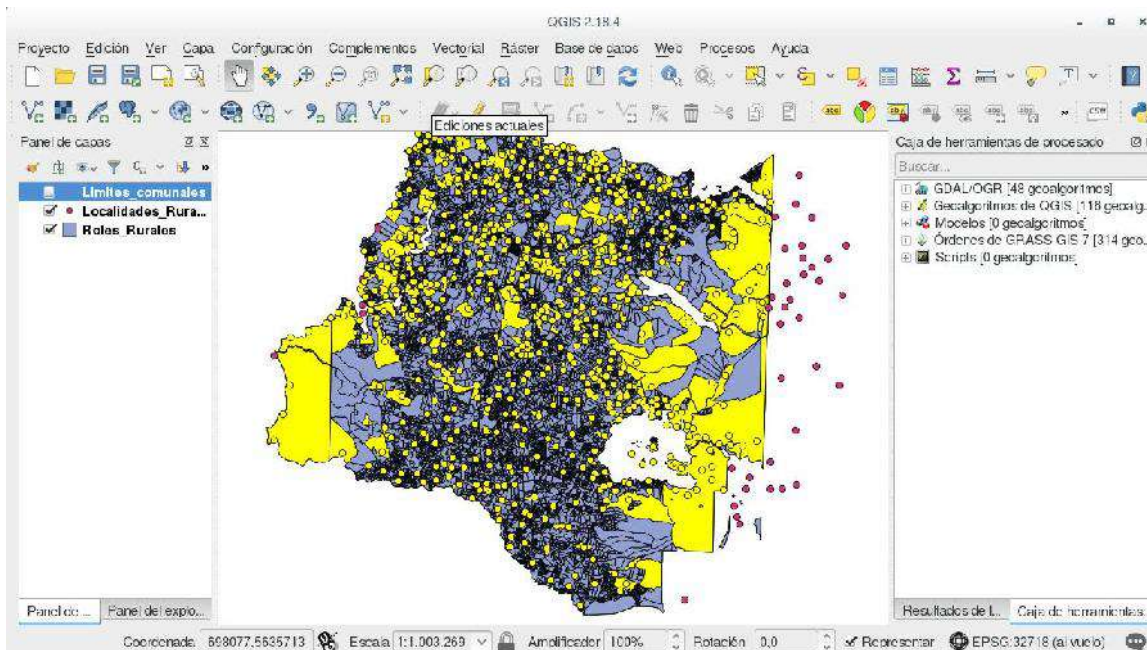 QGIS 2.18.4
Proyecto Edición Ver Capa Configuración Complementos Vectorial Ráster Base de datos Web Procesos Ayuda
Ediciones actuales
Panel de capas
Límites_comunales
Localidades_Rura...
Roles_Rurales
Caja de herramientas de procesado
Buscar...
GDAL/OGR [48 geoalgoritmos]
Geoalgoritmos de QGIS [116 geoalg...
Modelos [0 geoalgoritmos]
Órdenes de GRASS GIS 7 [314 geo...
Scripts [0 geoalgoritmos]
Panel de ... Panel del explo...
Resultados de l... Caja de herramientas...
Coordenada 698077,5635713 Escala 1:1.003.269 Amplificador 100% Rotación 0,0 Representar EPSG:32718 (al vuelo)